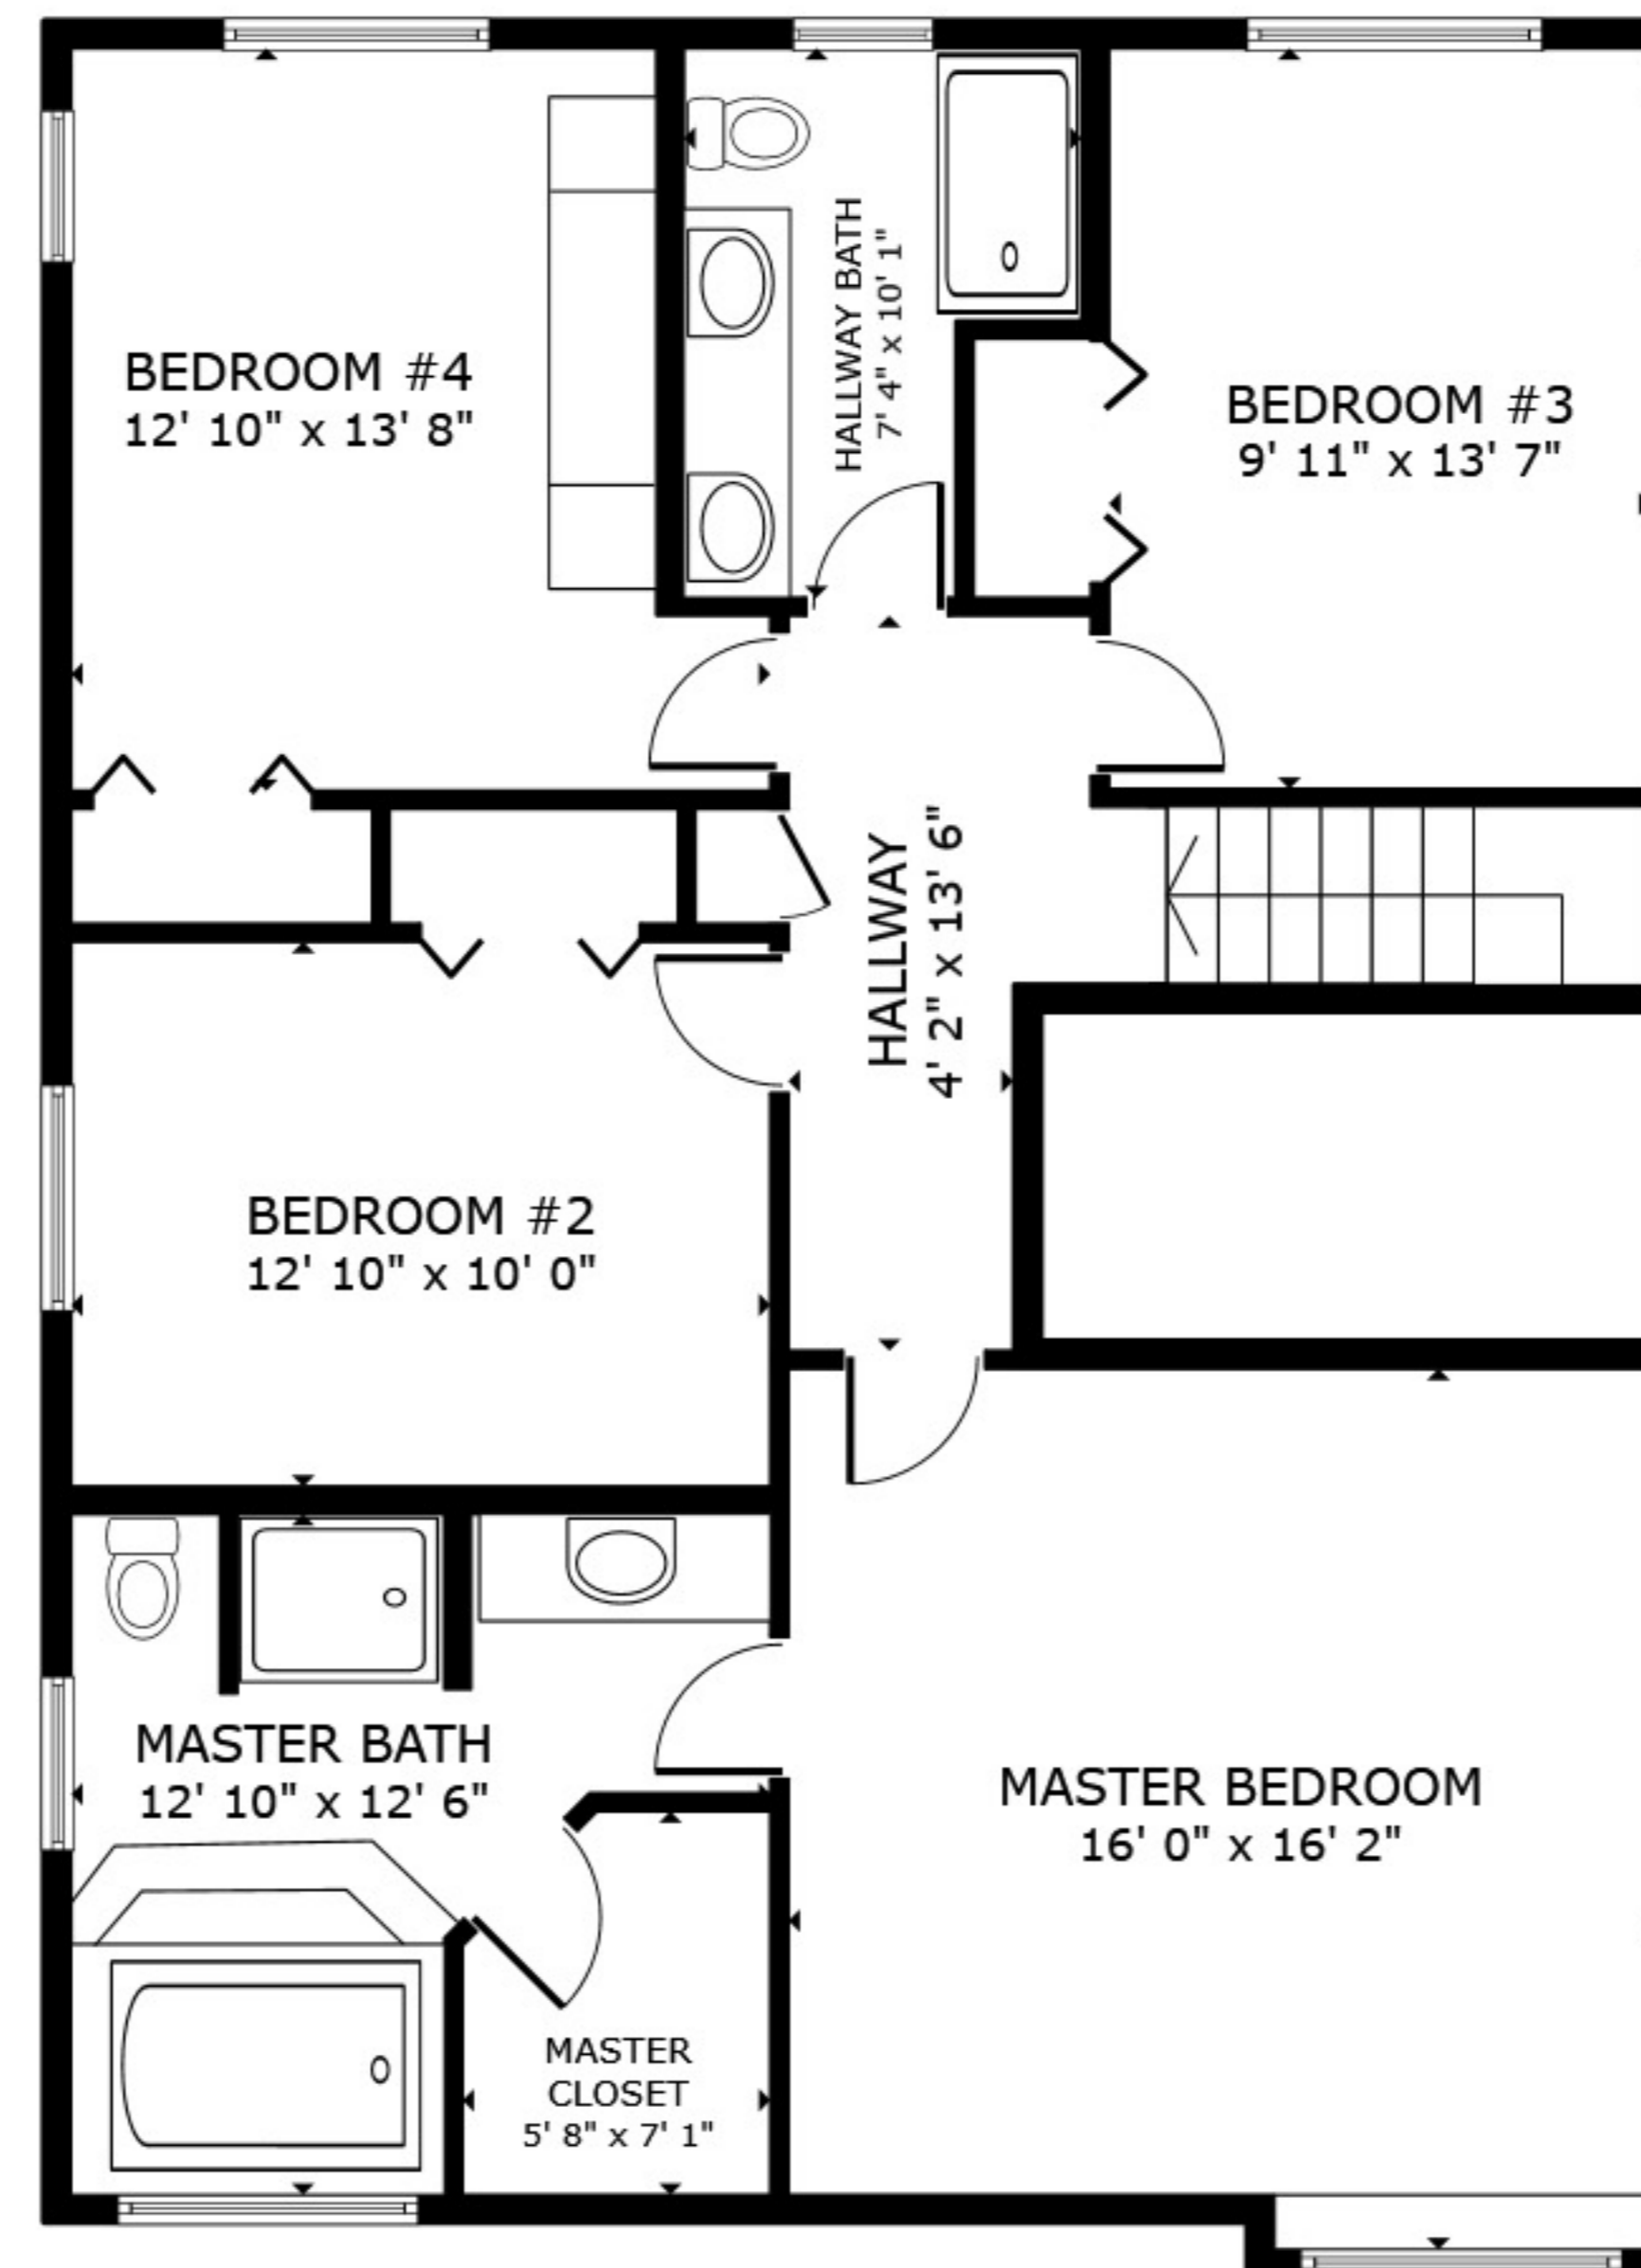 HALLWAY BATH
7' 4" x 10' 1"
BEDROOM #4
12' 10" x 13' 8"
BEDROOM #3
9' 11" x 13' 7"
HALLWAY
4' 2" x 13' 6"
BEDROOM #2
12' 10" x 10' 0"
MASTER BATH
12' 10" x 12' 6"
MASTER BEDROOM
16' 0" x 16' 2"
MASTER
CLOSET
5' 8" x 7' 1"